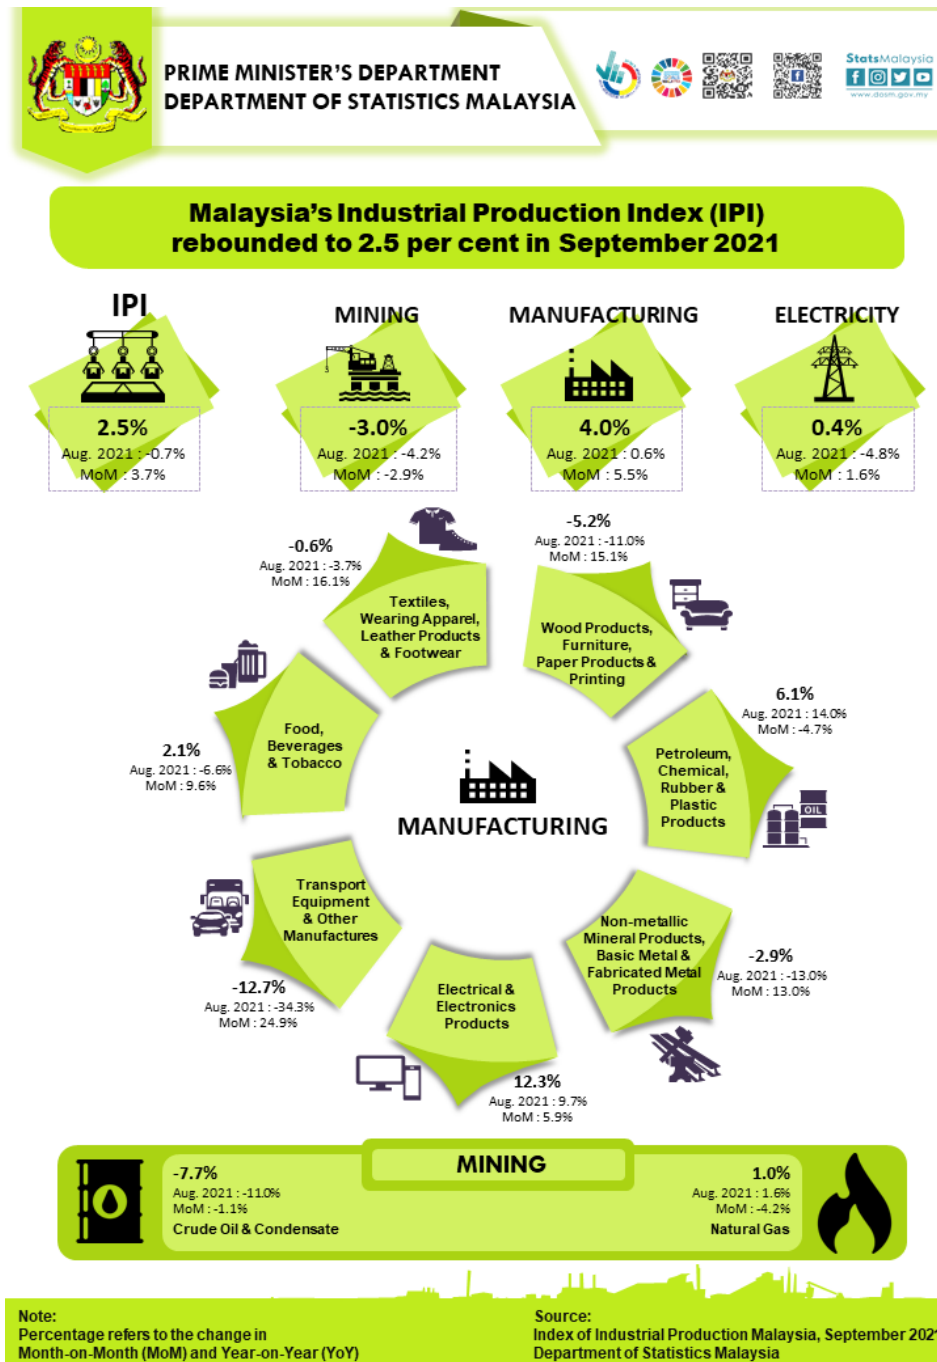 PRIME MINISTER'S DEPARTMENT
DEPARTMENT OF STATISTICS MALAYSIA
StatsMalaysia
www.dosm.gov.my
Malaysia's Industrial Production Index (IPI)
rebounded to 2.5 per cent in September 2021
IPI
2.5%
Aug. 2021 : -0.7%
MoM : 3.7%
MINING
-3.0%
Aug. 2021 : -4.2%
MoM : -2.9%
MANUFACTURING
4.0%
Aug. 2021 : 0.6%
MoM : 5.5%
ELECTRICITY
0.4%
Aug. 2021 : -4.8%
MoM : 1.6%
-0.6%
Aug. 2021 : -3.7%
MoM : 16.1%
Textiles,
Wearing Apparel,
Leather Products
& Footwear
-5.2%
Aug. 2021 : -11.0%
MoM : 15.1%
Wood Products,
Furniture,
Paper Products &
Printing
6.1%
Aug. 2021 : 14.0%
MoM : -4.7%
Petroleum,
Chemical,
Rubber &
Plastic
Products
OIL
2.1%
Aug. 2021 : -6.6%
MoM : 9.6%
Food,
Beverages
& Tobacco
MANUFACTURING
Transport
Equipment
& Other
Manufactures
-12.7%
Aug. 2021 : -34.3%
MoM : 24.9%
Electrical &
Electronics
Products
12.3%
Aug. 2021 : 9.7%
MoM : 5.9%
Non-metallic
Mineral Products,
Basic Metal &
Fabricated Metal
Products
-2.9%
Aug. 2021 : -13.0%
MoM : 13.0%
MINING
-7.7%
Aug. 2021 : -11.0%
MoM : -1.1%
Crude Oil & Condensate
1.0%
Aug. 2021 : 1.6%
MoM : -4.2%
Natural Gas
Note:
Percentage refers to the change in
Month-on-Month (MoM) and Year-on-Year (YoY)
Source:
Index of Industrial Production Malaysia, September 2021
Department of Statistics Malaysia